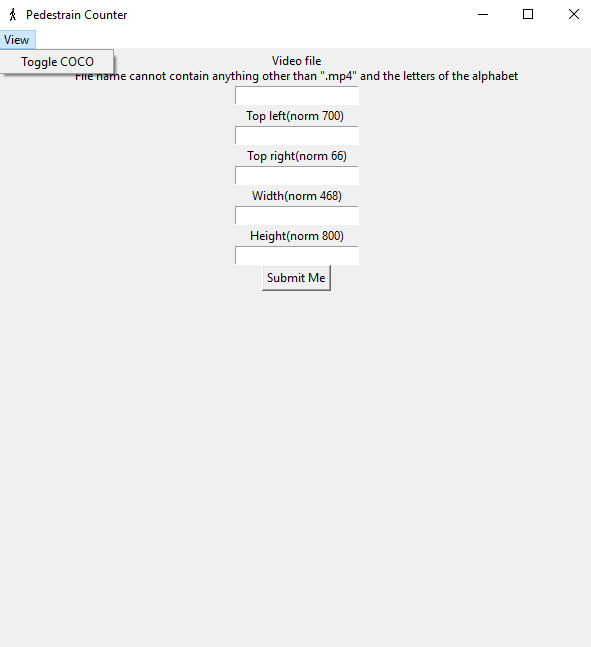 Pedestrain Counter
View
Toggle COCO
Video file
File name cannot contain anything other than ".mp4" and the letters of the alphabet
Top left(norm 700)
Top right(norm 66)
Width(norm 468)
Height(norm 800)
Submit Me